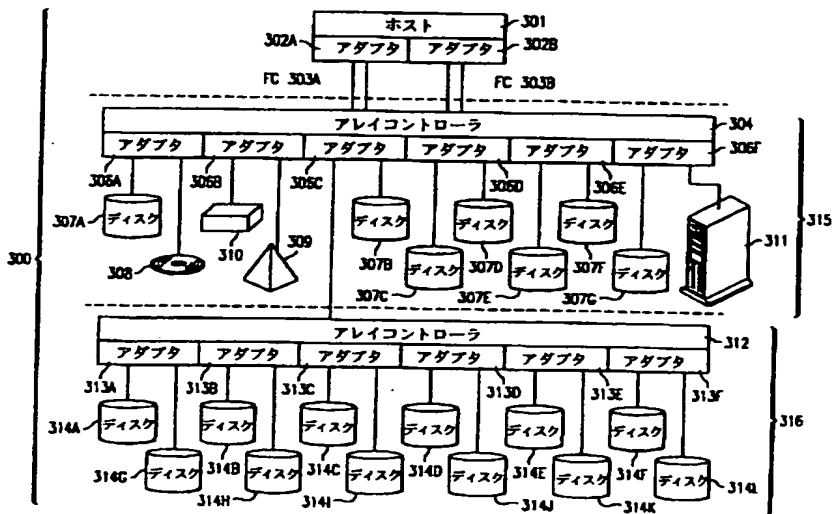 ホスト 301
302A アダプタ アダプタ 302B
FC 303A FC 303B
アレイコントローラ 304
アダプタ アダプタ アダプタ アダプタ アダプタ アダプタ 306F
306A 306B 306C 306D 306E
307A ディスク ディスク ディスク ディスク 311 315
300 308 310 309 307B ディスク 307D ディスク 307F ディスク
307C 307E 307G
アレイコントローラ 312
アダプタ アダプタ アダプタ アダプタ アダプタ アダプタ
313A 313B 313C 313D 313E 313F
314A ディスク ディスク ディスク ディスク ディスク ディスク 316
ディスク 314B ディスク 314C ディスク 314D ディスク 314E ディスク 314F ディスク
314G 314H 314I 314J 314K 314L